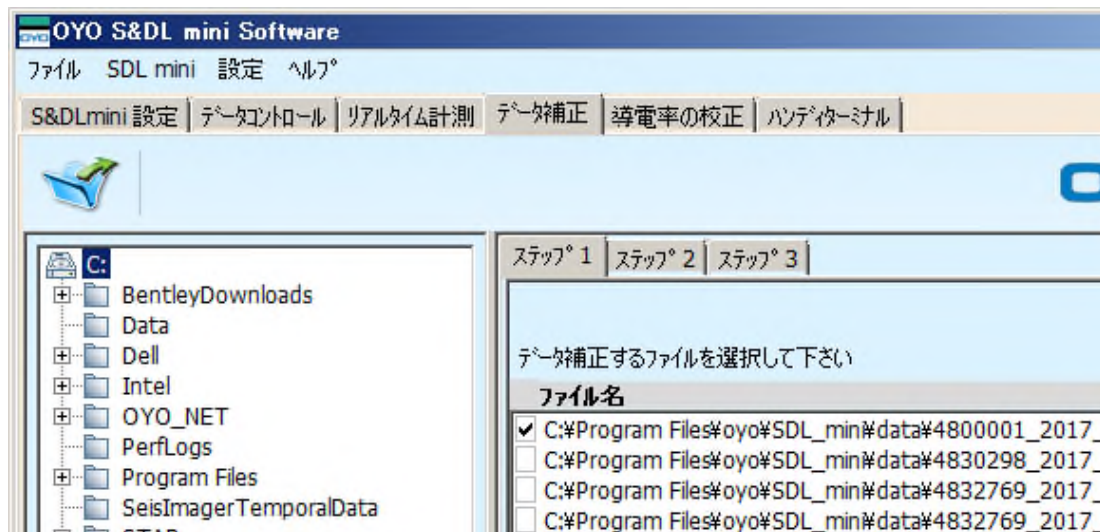 OYO S&DL mini Software
ファイル SDL mini 設定 ヘルプ
S&DLmini 設定 データコントロール リアルタイム計測 データ補正 導電率の校正 ハンディターミナル
C:
BentleyDownloads
Data
Dell
Intel
OYO_NET
PerfLogs
Program Files
SeisImagerTemporalData
ステップ 1 ステップ 2 ステップ 3
データ補正するファイルを選択して下さい
ファイル名
C:¥Program Files¥oyo¥SDL_min¥data¥4800001_2017_
C:¥Program Files¥oyo¥SDL_min¥data¥4830298_2017_
C:¥Program Files¥oyo¥SDL_min¥data¥4832769_2017_
C:¥Program Files¥oyo¥SDL_min¥data¥4832769_2017_